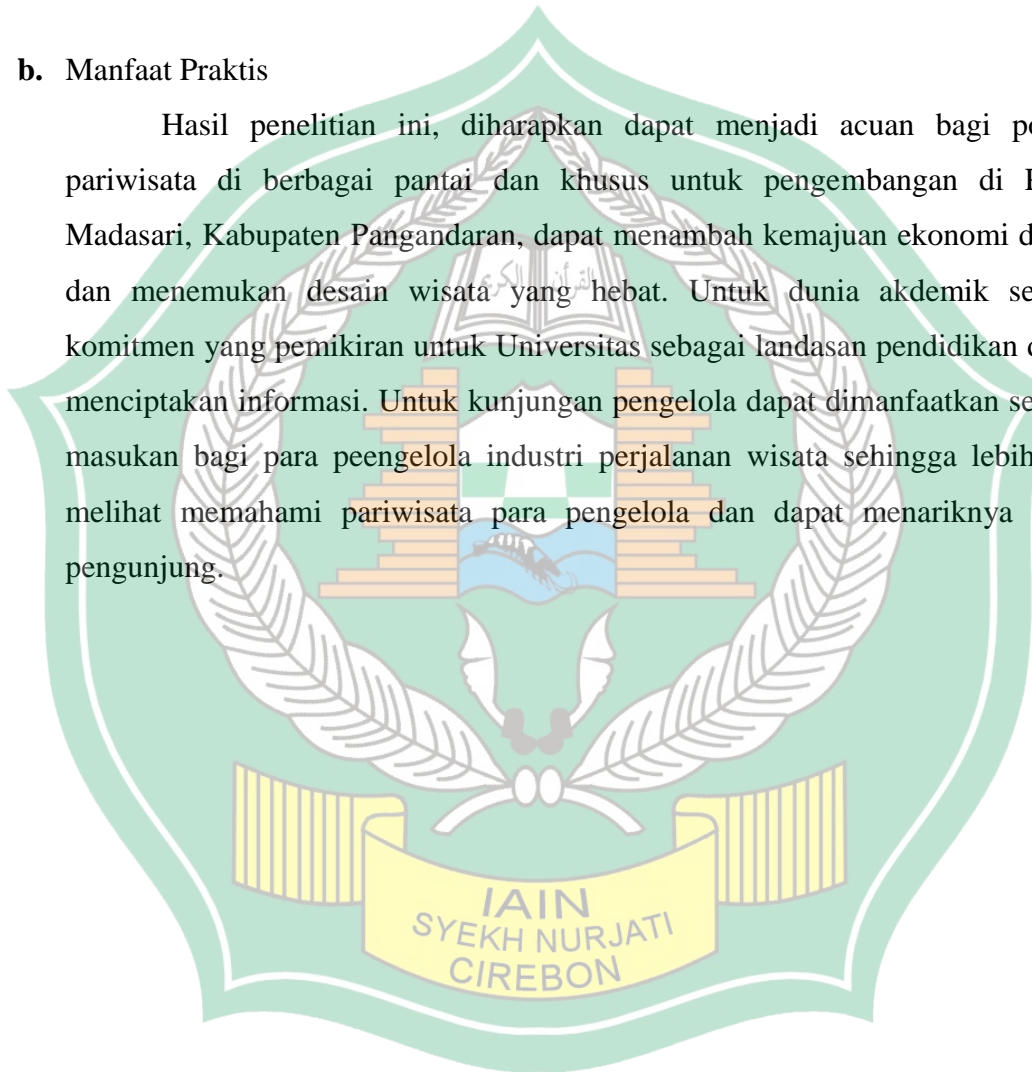 b. Manfaat Praktis
Hasil penelitian ini, diharapkan dapat menjadi acuan bagi
pariwisata di berbagai pantai dan khusus untuk pengembangan di
Madasari, Kabupaten Pangandaran, dapat menambah kemajuan ekonomi
dan menemukan desain wisata yang hebat. Untuk dunia akdemik
komitmen yang pemikiran untuk Universitas sebagai landasan pendidikan
menciptakan informasi. Untuk kunjungan pengelola dapat dimanfaatkan
masukan bagi para peengelola industri perjalanan wisata sehingga lebih
melihat memahami pariwisata para pengelola dan dapat menariknya
pengunjung.
القرآن الكريم
IAIN
SYEKH NURJATI
CIREBON